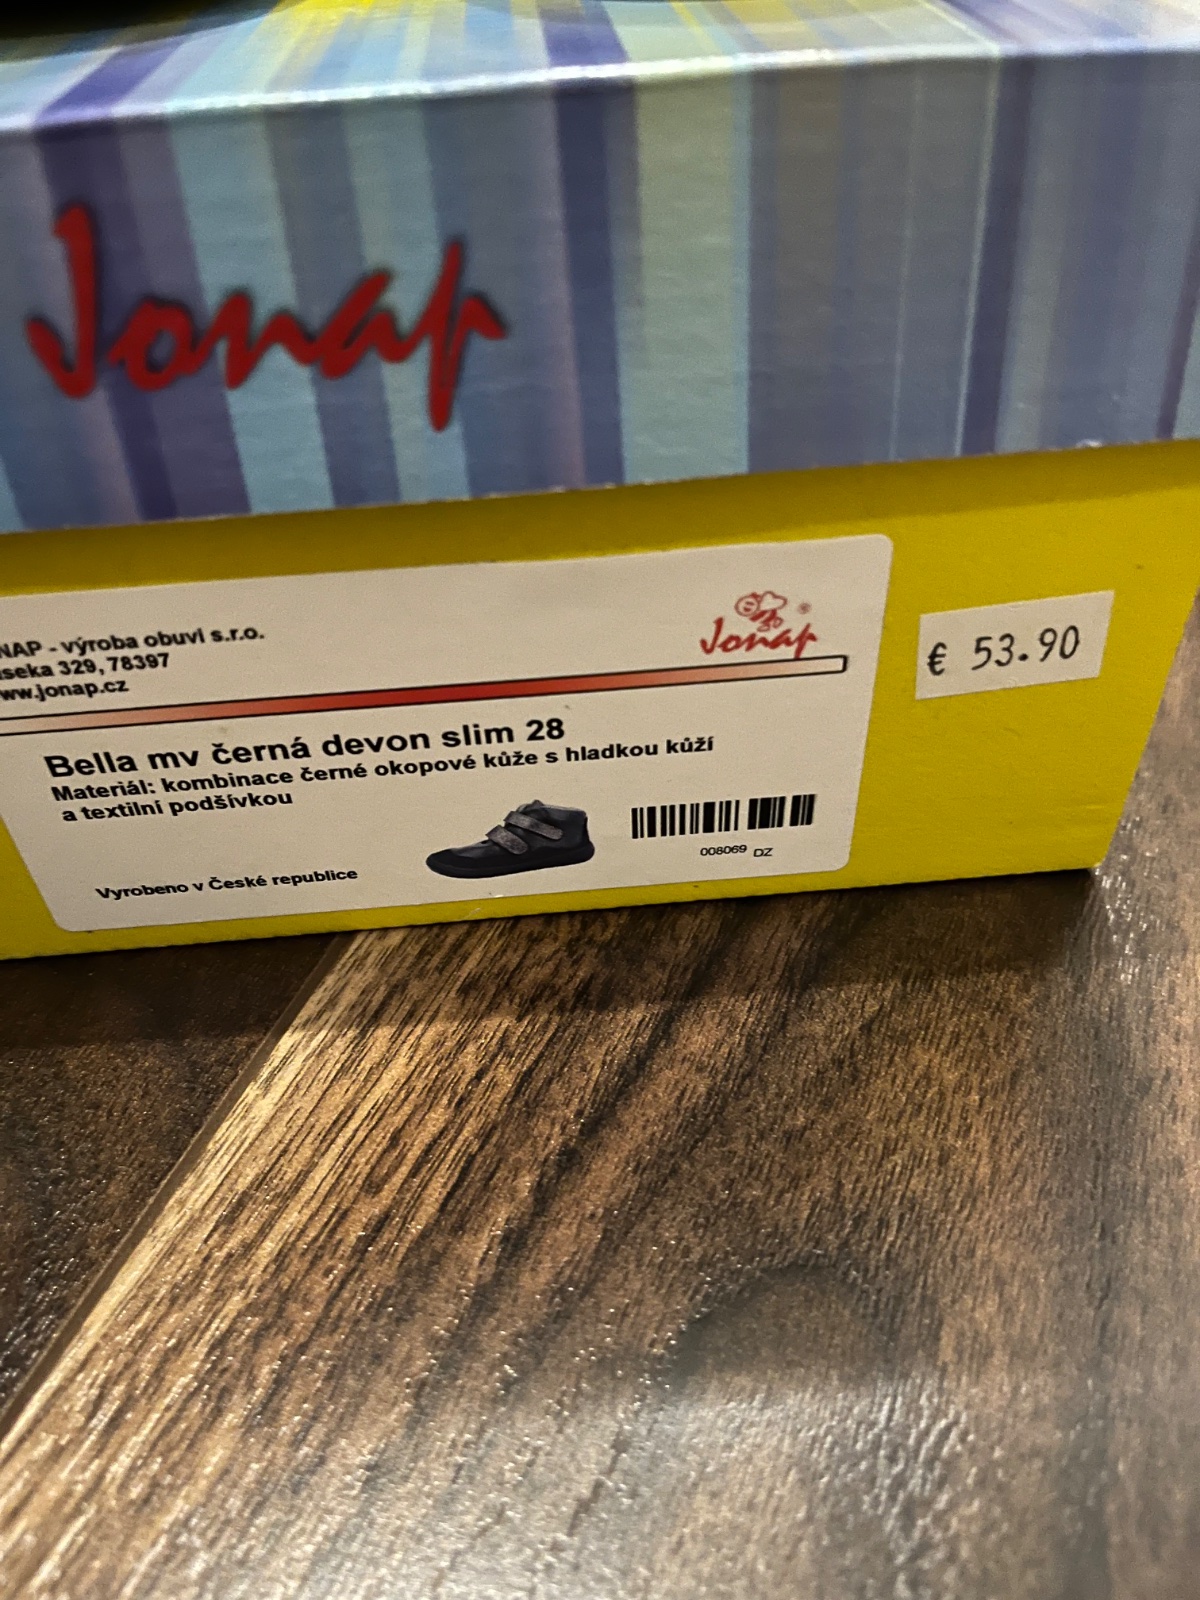 Jonap
NAP - výroba obuvi s.r.o.
seka 329, 78397
ww.jonap.cz
Jonap ®
€ 53.90
Bella mv černá devon slim 28
Materiál: kombinace černé okopové kůže s hladkou kůží
a textilní podšívkou
008069 DZ
Vyrobeno v České republice